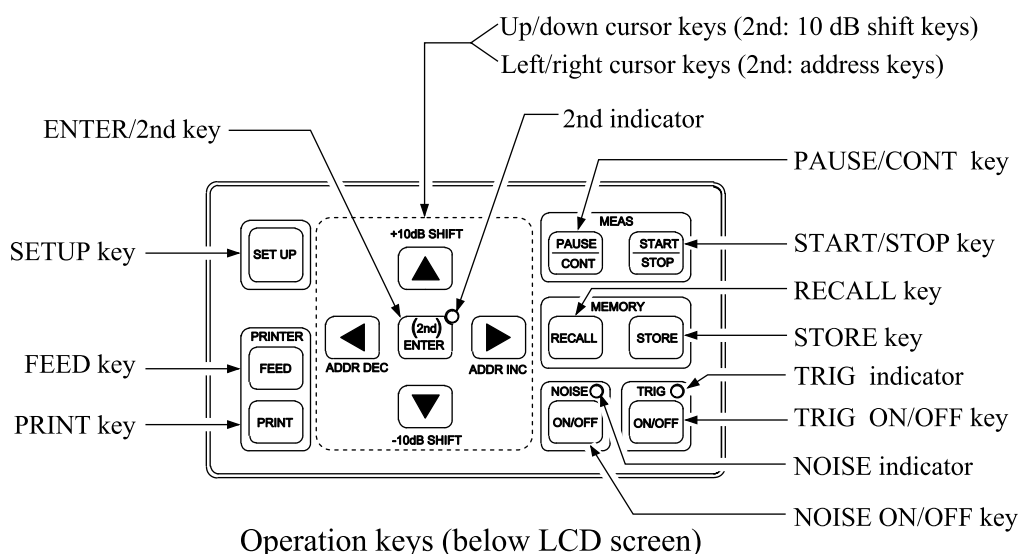 Up/down cursor keys (2nd: 10 dB shift keys)
Left/right cursor keys (2nd: address keys)
ENTER/2nd key
2nd indicator
PAUSE/CONT key
SETUP key
START/STOP key
RECALL key
FEED key
STORE key
TRIG indicator
PRINT key
TRIG ON/OFF key
NOISE indicator
NOISE ON/OFF key
SET UP
PRINTER
FEED
PRINT
+10dB SHIFT
(2nd)
ENTER
ADDR DEC
ADDR INC
-10dB SHIFT
MEAS
PAUSE
CONT
START
STOP
MEMORY
RECALL
STORE
NOISE
ON/OFF
TRIG
ON/OFF
Operation keys (below LCD screen)